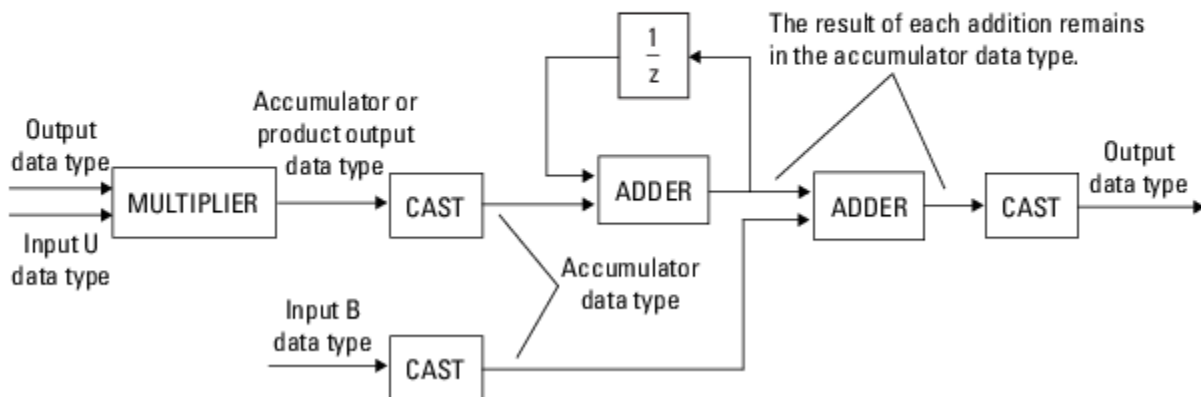 The result of each addition remains
in the accumulator data type.
1
z
Accumulator or
product output
data type
Output
data type
MULTIPLIER
Input U
data type
CAST
ADDER
ADDER
CAST
Output
data type
Accumulator
data type
Input B
data type
CAST